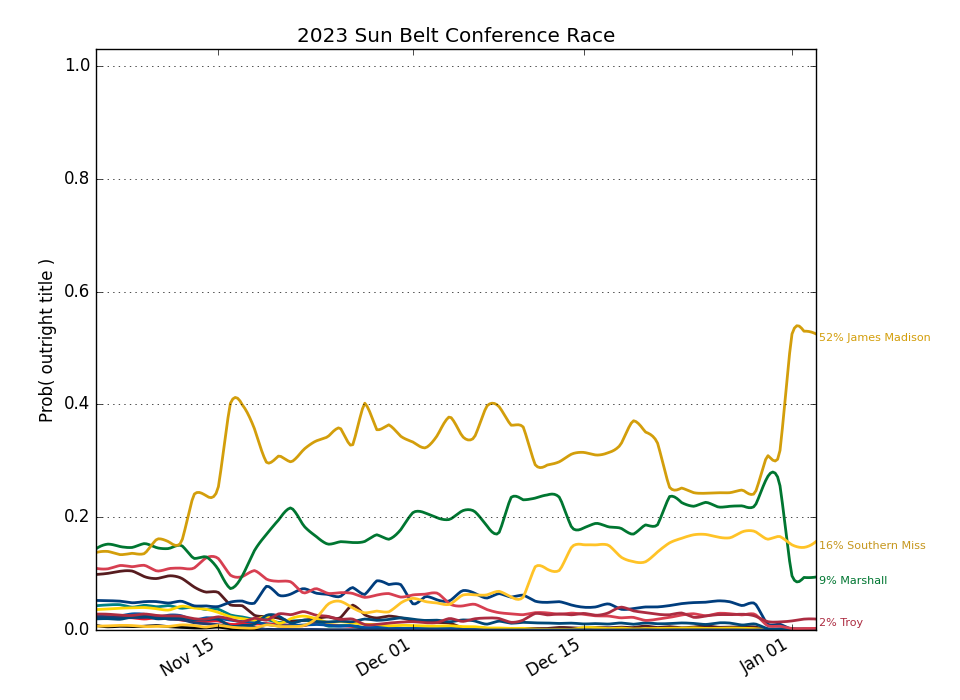 2023 Sun Belt Conference Race
Prob( outright title )
1.0
0.8
0.6
0.4
0.2
0.0
52% James Madison
16% Southern Miss
9% Marshall
2% Troy
Nov 15
Dec 01
Dec 15
Jan 01